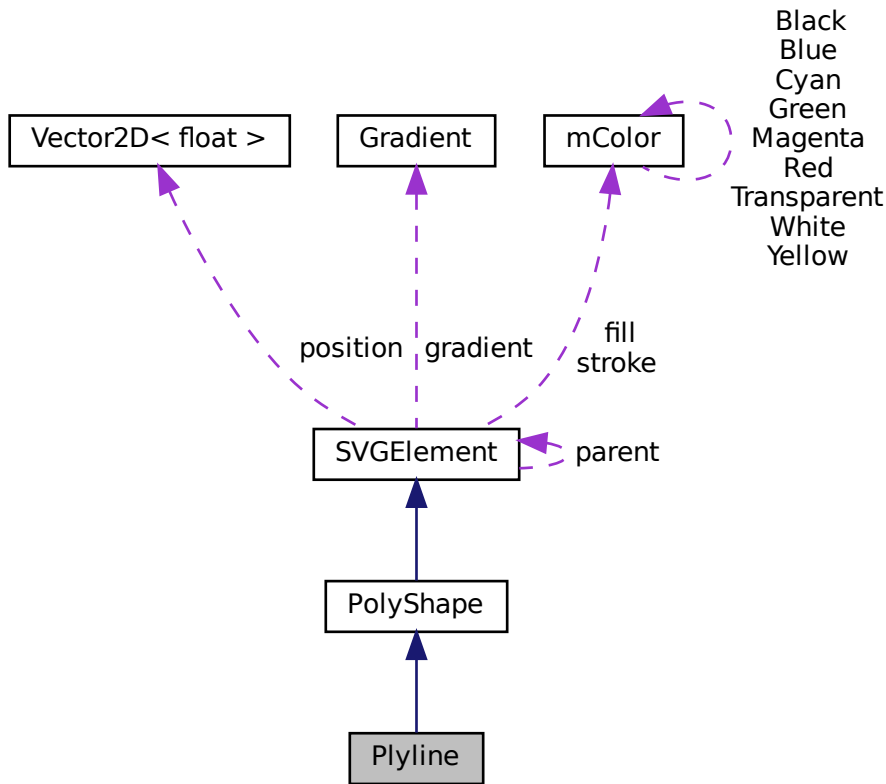 Black
Blue
Cyan
Green
Magenta
Red
Transparent
White
Yellow
Vector2D< float >
Gradient
mColor
position
gradient
fill
stroke
SVGElement
parent
PolyShape
Plyline